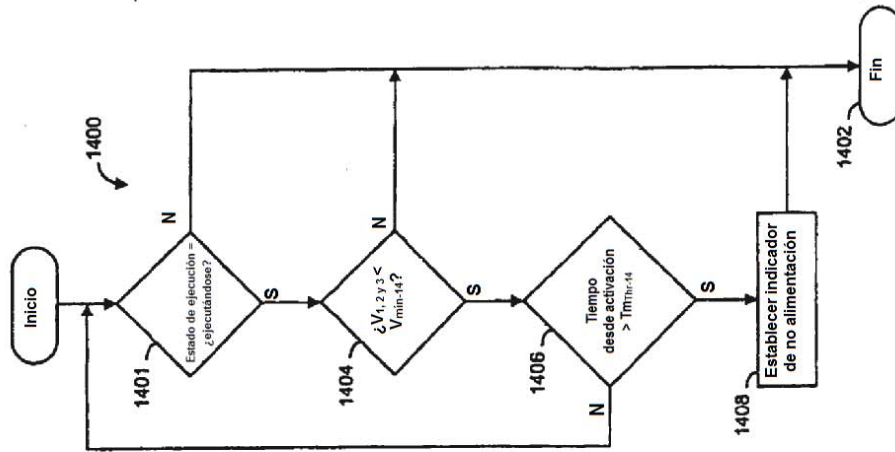 Inicio
1400
Estado de ejecución =
¿ejecutándose?
1401
N
S
¿V1, 2 y 3 <
Vmin-14?
1404
N
S
Tiempo
desde activación
> TmThr-14
1406
N
S
Establecer indicador
de no alimentación
1408
Fin
1402